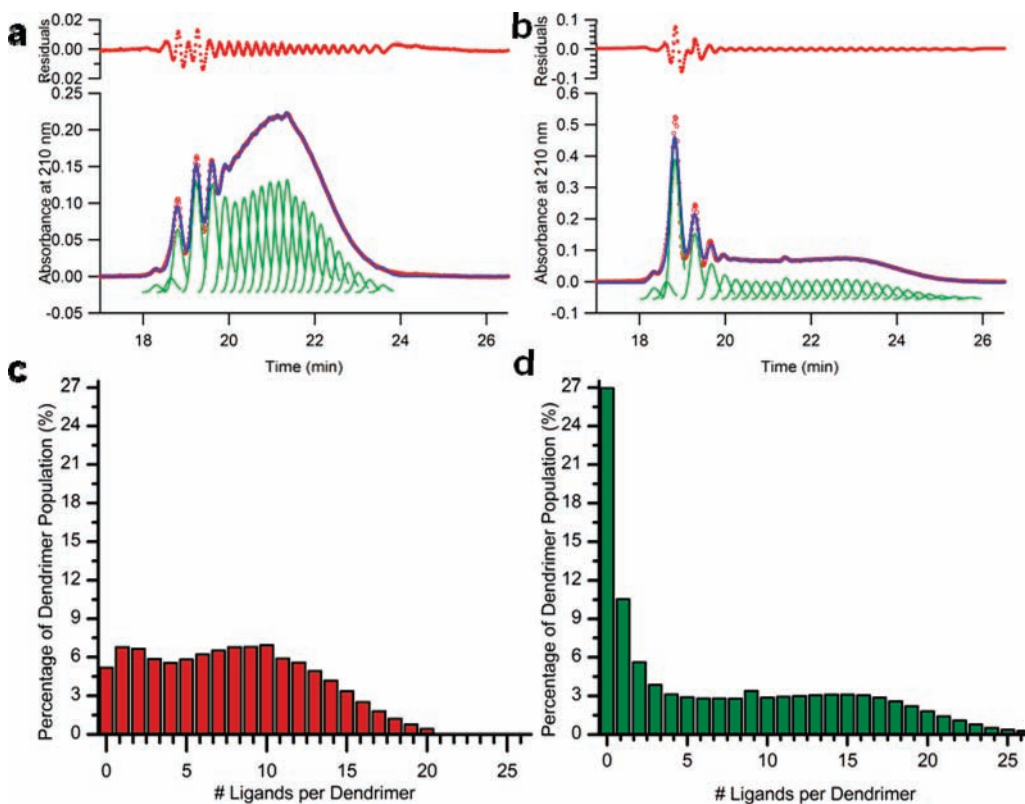 a
Residuals
0.02
0.00
0.02
Absorbance at 210 nm
0.25
0.20
0.15
0.10
0.05
0.00
-0.05
18 20 22 24 26
Time (min)
b
Residuals
0.1
0.0
-0.1
Absorbance at 210 nm
0.6
0.5
0.4
0.3
0.2
0.1
0.0
-0.1
18 20 22 24 26
Time (min)
c
Percentage of Dendrimer Population (%)
27
24
21
18
15
12
9
6
3
0
0 5 10 15 20 25
# Ligands per Dendrimer
d
Percentage of Dendrimer Population (%)
27
24
21
18
15
12
9
6
3
0
0 5 10 15 20 25
# Ligands per Dendrimer